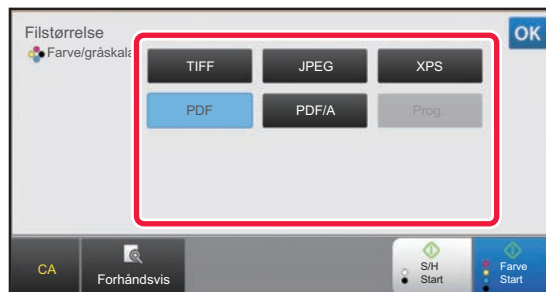 Filstørrelse
OK
Farve/gråskala
TIFF JPEG XPS
PDF PDF/A Prog.
CA
Forhåndsvis
S/H
Start
Farve
Start